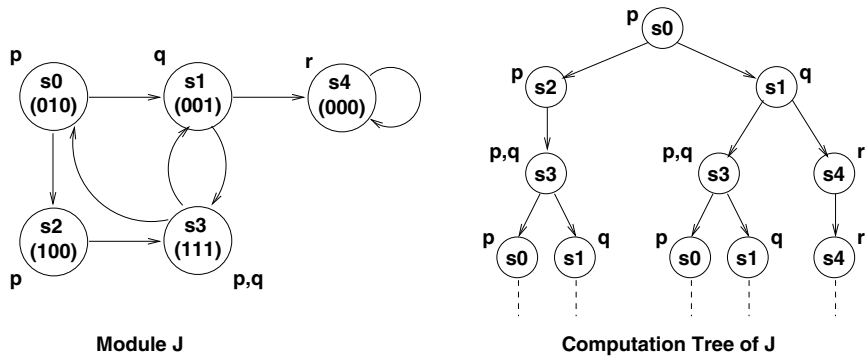 p
q
r
s0
(010)
s1
(001)
s4
(000)
s2
(100)
s3
(111)
p
p,q
Module J
p
s0
p
s2
s1
q
p,q
s3
p,q
s3
r
s4
p
s0
q
s1
p
s0
q
s1
r
s4
Computation Tree of J